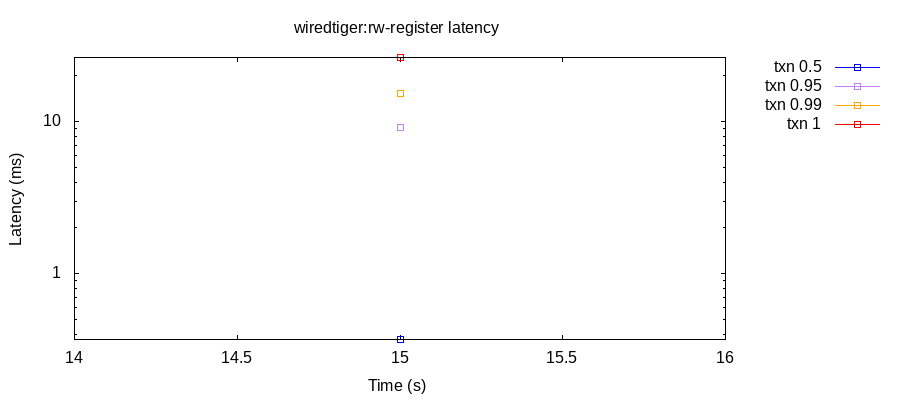 wiredtiger:rw-register latency
txn 0.5
txn 0.95
txn 0.99
txn 1
10
1
Latency (ms)
14
14.5
15
15.5
16
Time (s)